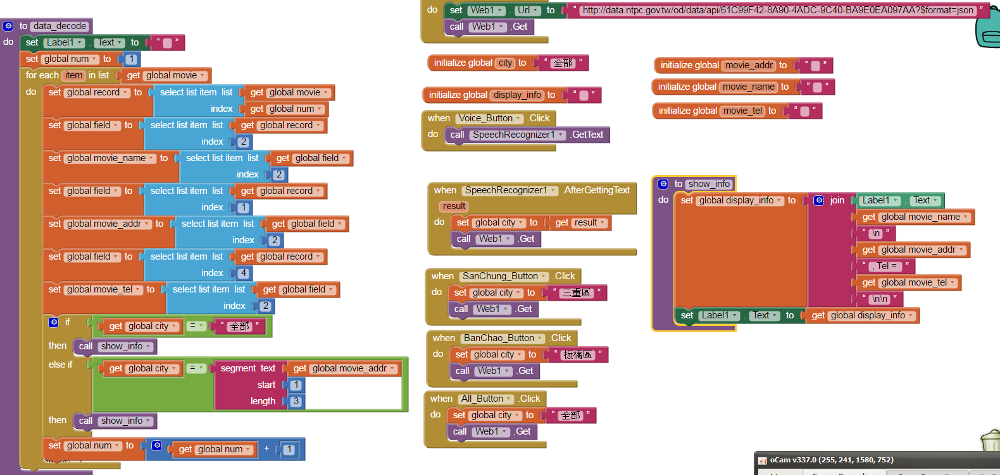 to data_decode
do set Label1 . Text to " "
set global num to 1
for each item in list get global movie
do set global record to select list item list get global movie
index get global num
set global field to select list item list get global record
index 2
set global movie_name to select list item list get global field
index 2
set global field to select list item list get global record
index 1
set global movie_addr to select list item list get global field
index 2
set global field to select list item list get global record
index 4
set global movie_tel to select list item list get global field
index 2
if get global city = " 全部 "
then call show_info
else if get global city = segment text get global movie_addr
start 1
length 3
then call show_info
set global num to get global num + 1
do set Web1 . Url to " http://data.ntpc.gov.tw/od/data/api/61C99F42-8A90-4ADC-9C40-BA9E0EA097AA?$format=json "
call Web1 .Get
initialize global city to " 全部 "
initialize global display_info to " "
when Voice_Button .Click
do call SpeechRecognizer1 .GetText
when SpeechRecognizer1 .AfterGettingText
result
do set global city to get result
call Web1 .Get
when SanChung_Button .Click
do set global city to " 三重區 "
call Web1 .Get
when BanChao_Button .Click
do set global city to " 板橋區 "
call Web1 .Get
when All_Button .Click
do set global city to " 全部 "
call Web1 .Get
initialize global movie_addr to " "
initialize global movie_name to " "
initialize global movie_tel to " "
to show_info
do set global display_info to join Label1 . Text
get global movie_name
" \n "
get global movie_addr
" , Tel = "
get global movie_tel
" \n\n "
set Label1 . Text to get global display_info
oCam v337.0 (255, 241, 1580, 752)